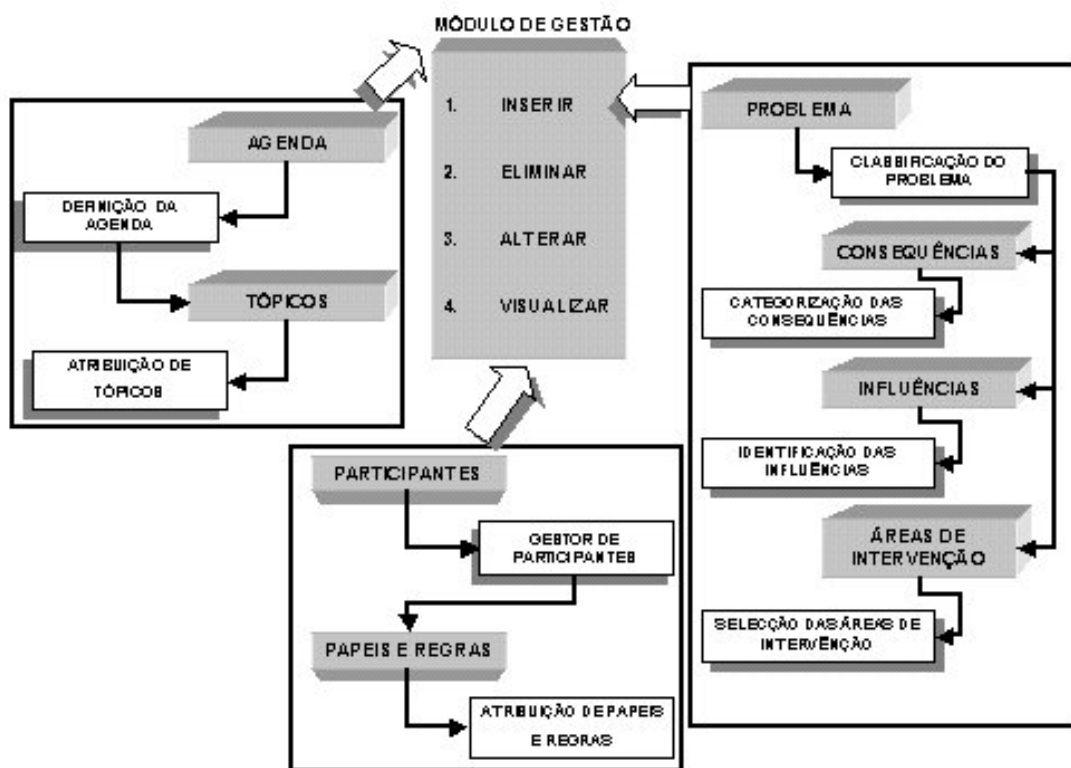 MÓDULO DE GESTÃO
1. INSERIR
2. ELIMINAR
3. ALTERAR
4. VISUALIZAR
AGENDA
DEFINIÇÃO DA
AGENDA
TÓPICOS
ATRIBUIÇÃO DE
TÓPICOS
PARTICIPANTES
GESTOR DE
PARTICIPANTES
PAPEIS E REGRAS
ATRIBUIÇÃO DE PAPEIS
E REGRAS
PROBLEMA
CLASSIFICAÇÃO DO
PROBLEMA
CONSEQUÊNCIAS
CATEGORIZAÇÃO DAS
CONSEQUÊNCIAS
INFLUÊNCIAS
IDENTIFICAÇÃO DAS
INFLUÊNCIAS
ÁREAS DE
INTERVENÇÃO
SELECÇÃO DAS ÁREAS DE
INTERVENÇÃO